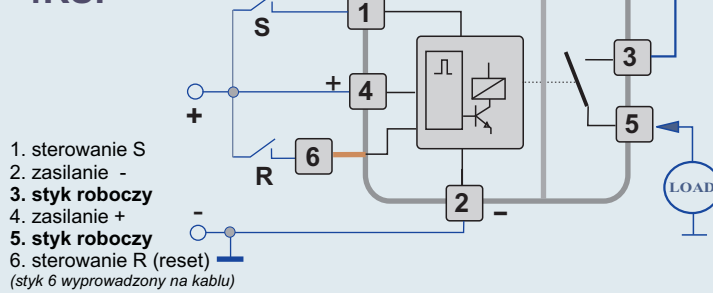 1
S
3
+
4
+
5
1. sterowanie S
6
2. zasilanie -
R
3. styk roboczy
LOAD
4. zasilanie +
-
2
-
5. styk roboczy
6. sterowanie R (reset)
(styk 6 wyprowadzony na kablu)